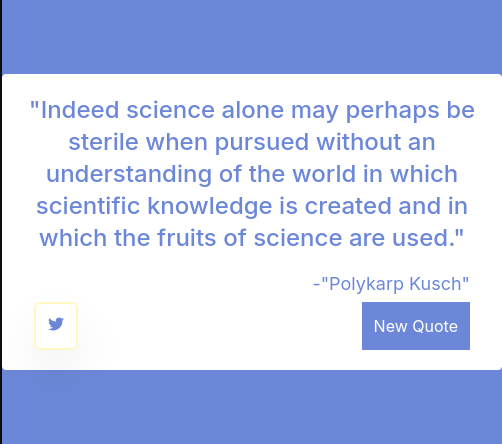 "Indeed science alone may perhaps be
sterile when pursued without an
understanding of the world in which
scientific knowledge is created and in
which the fruits of science are used."
-"Polykarp Kusch"
New Quote